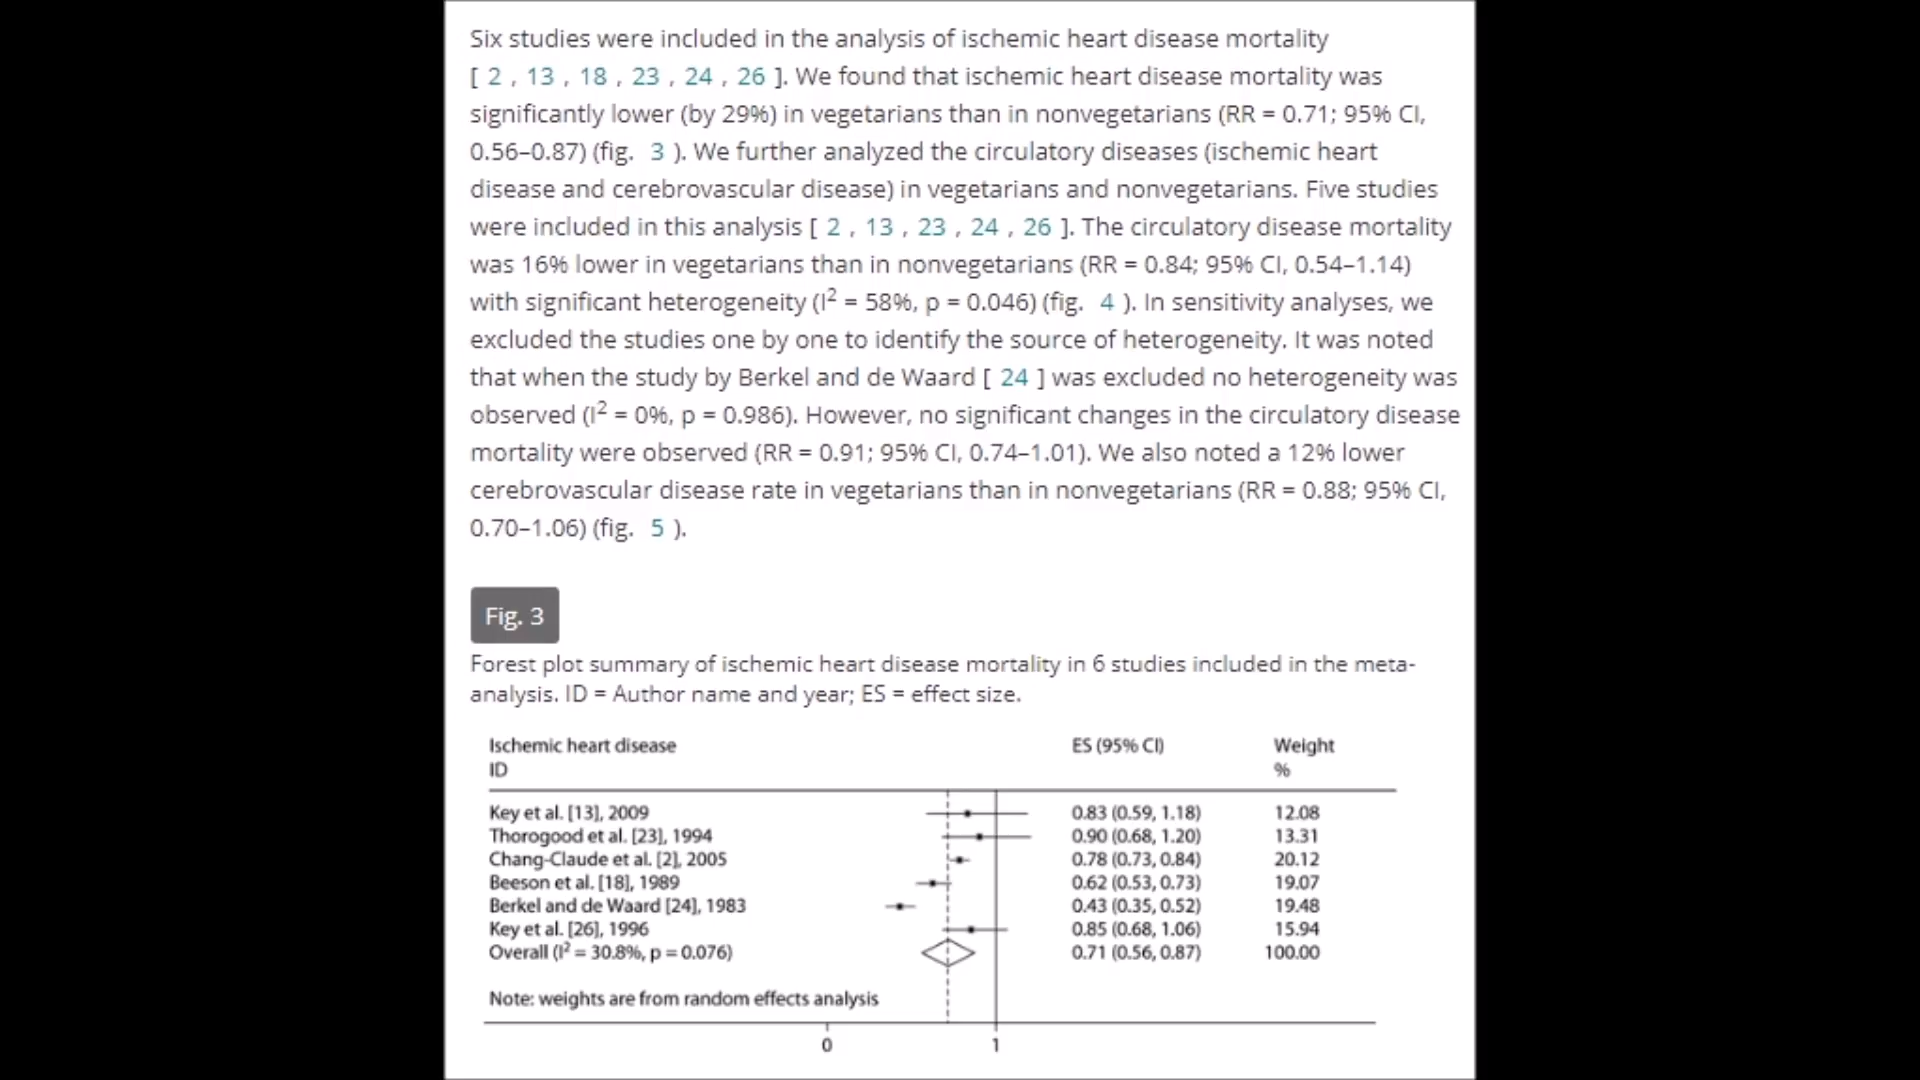 Six studies were included in the analysis of ischemic heart disease mortality
[ 2 , 13 , 18 , 23 , 24 , 26 ]. We found that ischemic heart disease mortality was
significantly lower (by 29%) in vegetarians than in nonvegetarians (RR = 0.71; 95% CI,
0.56–0.87) (fig. 3 ). We further analyzed the circulatory diseases (ischemic heart
disease and cerebrovascular disease) in vegetarians and nonvegetarians. Five studies
were included in this analysis [ 2 , 13 , 23 , 24 , 26 ]. The circulatory disease mortality
was 16% lower in vegetarians than in nonvegetarians (RR = 0.84; 95% CI, 0.54–1.14)
with significant heterogeneity (I² = 58%, p = 0.046) (fig. 4 ). In sensitivity analyses, we
excluded the studies one by one to identify the source of heterogeneity. It was noted
that when the study by Berkel and de Waard [ 24 ] was excluded no heterogeneity was
observed (I² = 0%, p = 0.986). However, no significant changes in the circulatory disease
mortality were observed (RR = 0.91; 95% CI, 0.74–1.01). We also noted a 12% lower
cerebrovascular disease rate in vegetarians than in nonvegetarians (RR = 0.88; 95% CI,
0.70–1.06) (fig. 5 ).
Fig. 3
Forest plot summary of ischemic heart disease mortality in 6 studies included in the meta-
analysis. ID = Author name and year; ES = effect size.
Ischemic heart disease ES (95% CI) Weight
ID %
Key et al. [13], 2009 0.83 (0.59, 1.18) 12.08
Thorogood et al. [23], 1994 0.90 (0.68, 1.20) 13.31
Chang-Claude et al. [2], 2005 0.78 (0.73, 0.84) 20.12
Beeson et al. [18], 1989 0.62 (0.53, 0.73) 19.07
Berkel and de Waard [24], 1983 0.43 (0.35, 0.52) 19.48
Key et al. [26], 1996 0.85 (0.68, 1.06) 15.94
Overall (I² = 30.8%, p = 0.076) 0.71 (0.56, 0.87) 100.00
Note: weights are from random effects analysis
0 1